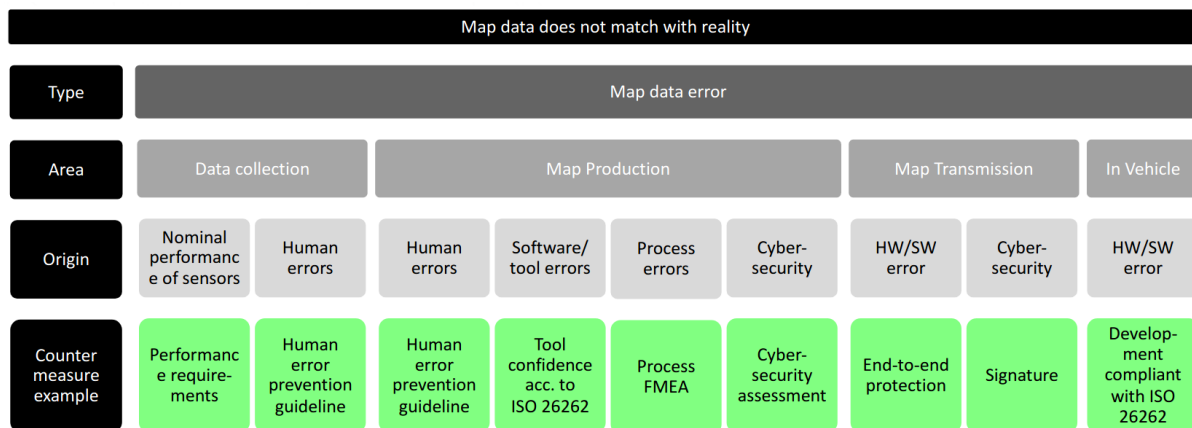 Map data does not match with reality
Type
Map data error
Area
Data collection
Map Production
Map Transmission
In Vehicle
Origin
Nominal
performanc
e of sensors
Human
errors
Human
errors
Software/
tool errors
Process
errors
Cyber-
security
HW/SW
error
Cyber-
security
HW/SW
error
Counter
measure
example
Performanc
e require-
ments
Human
error
prevention
guideline
Human
error
prevention
guideline
Tool
confidence
acc. to
ISO 26262
Process
FMEA
Cyber-
security
assessment
End-to-end
protection
Signature
Develop-
ment
compliant
with ISO
26262